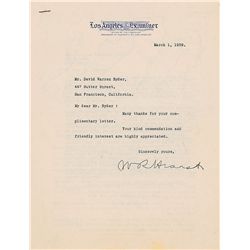 Los Angeles Examiner
March 1, 1939.
Mr. David Warren Ryder,
447 Sutter Street,
San Francisco, California.
My dear Mr. Ryder :
Many thanks for your com-
plimentary letter.
Your kind commendation and
friendly interest are highly appreciated.
Sincerely yours,
W R Hearst